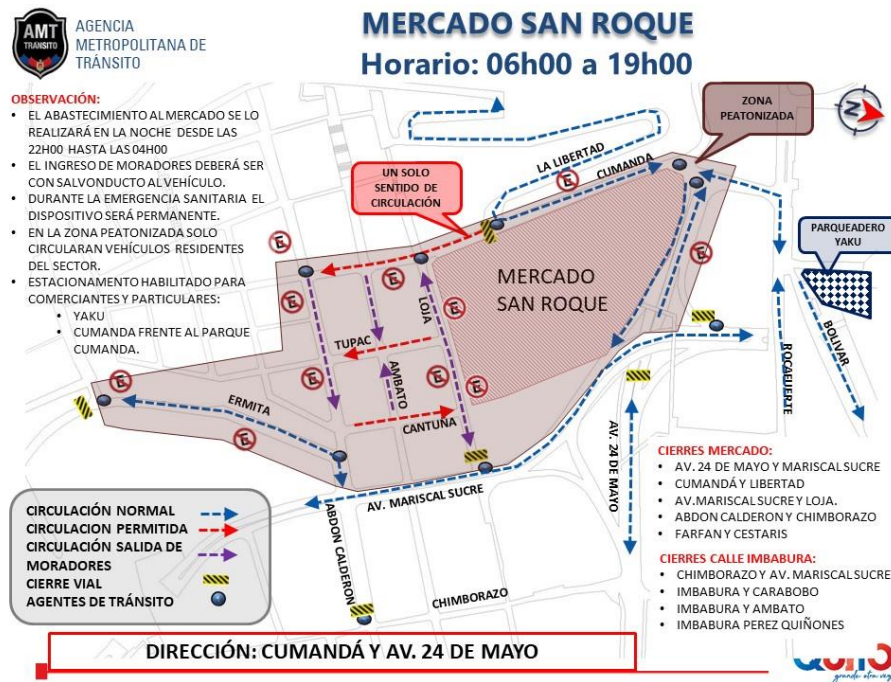 AMT
TRANSITO
AGENCIA
METROPOLITANA DE
TRÁNSITO
MERCADO SAN ROQUE
Horario: 06h00 a 19h00
OBSERVACIÓN:
• EL ABASTECIMIENTO AL MERCADO SE LO
REALIZARÁ EN LA NOCHE DESDE LAS
22H00 HASTA LAS 04H00
• EL INGRESO DE MORADORES DEBERÁ SER
CON SALVONDUCTO AL VEHÍCULO.
• DURANTE LA EMERGENCIA SANITARIA EL
DISPOSITIVO SERÁ PERMANENTE.
• EN LA ZONA PEATONIZADA SOLO
CIRCULARAN VEHÍCULOS RESIDENTES
DEL SECTOR.
• ESTACIONAMIENTO HABILITADO PARA
COMERCIANTES Y PARTICULARES:
• YAKU
• CUMANDA FRENTE AL PARQUE
CUMANDA.
ZONA
PEATONIZADA
N
UN SOLO
SENTIDO DE
CIRCULACIÓN
LA LIBERTAD
CUMANDA
PARQUEADERO
YAKU
MERCADO
SAN ROQUE
LOJA
TUPAC
AMBATO
CANTUÑA
ERMITA
BOLIVAR
ROCAFUERTE
AV. 24 DE MAYO
AV. MARISCAL SUCRE
ABDON CALDERON
CHIMBORAZO
E
E
E
E
E
E
E
E
E
E
E
CIRCULACIÓN NORMAL
CIRCULACION PERMITIDA
CIRCULACIÓN SALIDA DE
MORADORES
CIERRE VIAL
AGENTES DE TRÁNSITO
CIERRES MERCADO:
• AV. 24 DE MAYO Y MARISCAL SUCRE
• CUMANDÁ Y LIBERTAD
• AV.MARISCAL SUCRE Y LOJA.
• ABDON CALDERON Y CHIMBORAZO
• FARFAN Y CESTARIS
CIERRES CALLE IMBABURA:
• CHIMBORAZO Y AV. MARISCAL SUCRE
• IMBABURA Y CARABOBO
• IMBABURA Y AMBATO
• IMBABURA PEREZ QUIÑONES
DIRECCIÓN: CUMANDÁ Y AV. 24 DE MAYO
QUITO
grande otra vez